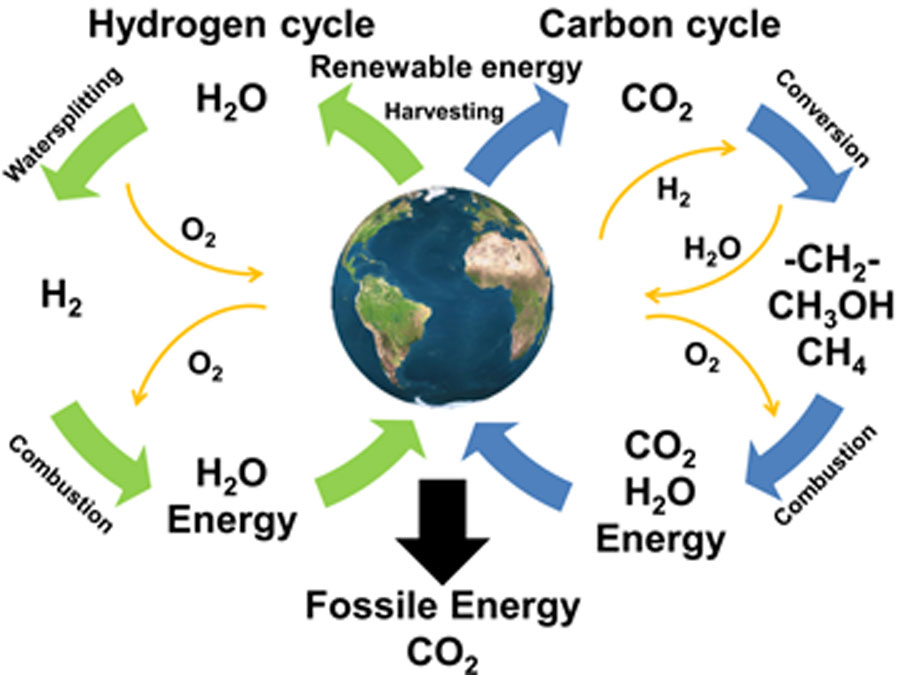 Hydrogen cycle
Carbon cycle
Renewable energy
Harvesting
Watersplitting
H₂O
CO₂
Conversion
O₂
H₂
H₂
H₂O
-CH₂-
CH₃OH
CH₄
O₂
O₂
Combustion
H₂O
Energy
CO₂
H₂O
Energy
Combustion
Fossile Energy
CO₂